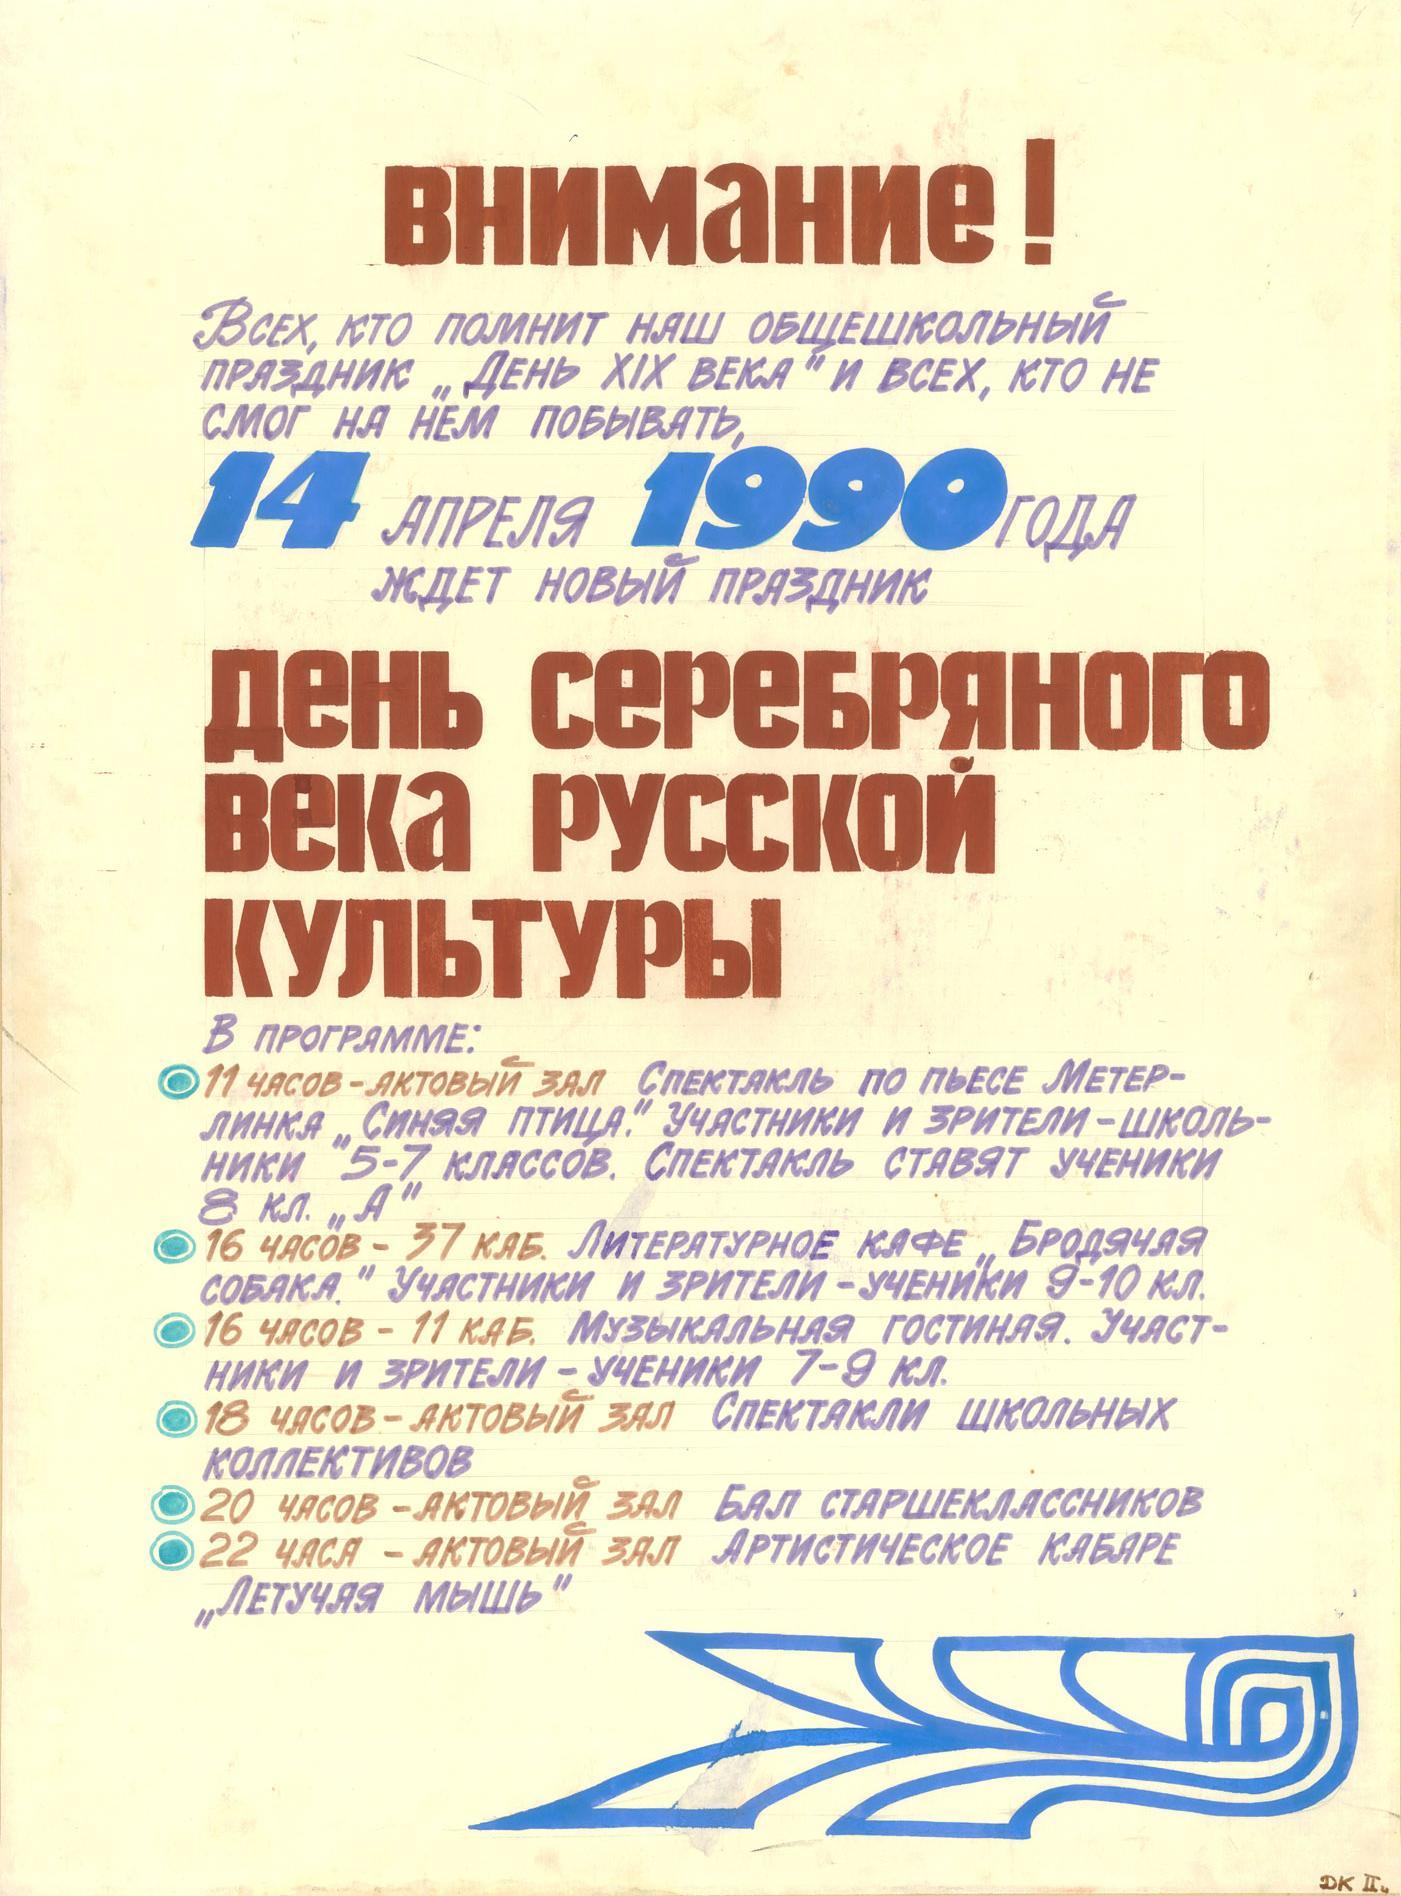 внимание!
Всех, кто помнит наш общешкольный
праздник „День XIX века" и всех, кто не
смог на нём побывать,
14 апреля 1990 года
ждет новый праздник
день серебряного
века русской
культуры
В программе:
11 часов - актовый зал Спектакль по пьесе Метер-
линка „Синяя птица." Участники и зрители - школь-
ники 5-7 классов. Спектакль ставят ученики
8 кл. „А"
16 часов - 37 каб. Литературное кафе „Бродячая
собака." Участники и зрители - ученики 9-10 кл.
16 часов - 11 каб. Музыкальная гостиная. Участ-
ники и зрители - ученики 7-9 кл.
18 часов - актовый зал Спектакли школьных
коллективов
20 часов - актовый зал Бал старшеклассников
22 часа - актовый зал Артистическое кабаре
„Летучая мышь"
ДК II